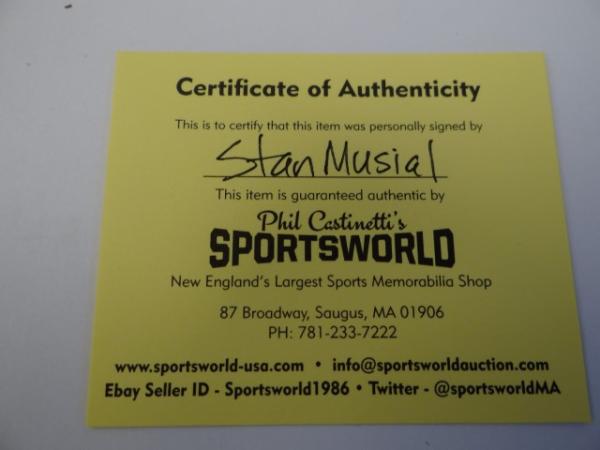 Certificate of Authenticity
This is to certify that this item was personally signed by
Stan Musial
This item is guaranteed authentic by
Phil Castinetti's
SPORTSWORLD
New England's Largest Sports Memorabilia Shop
87 Broadway, Saugus, MA 01906
PH: 781-233-7222
www.sportsworld-usa.com • info@sportsworldauction.com
Ebay Seller ID - Sportsworld1986 • Twitter - @sportsworldMA